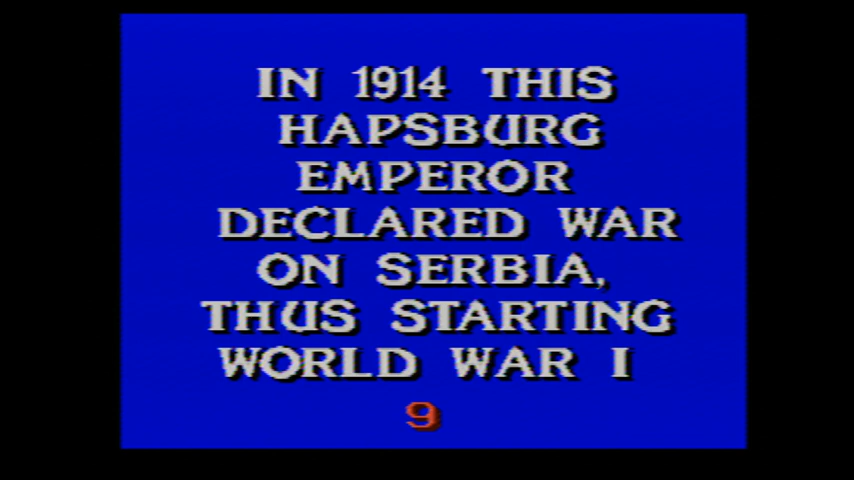 IN 1914 THIS
HAPSBURG
EMPEROR
DECLARED WAR
ON SERBIA,
THUS STARTING
WORLD WAR I
9